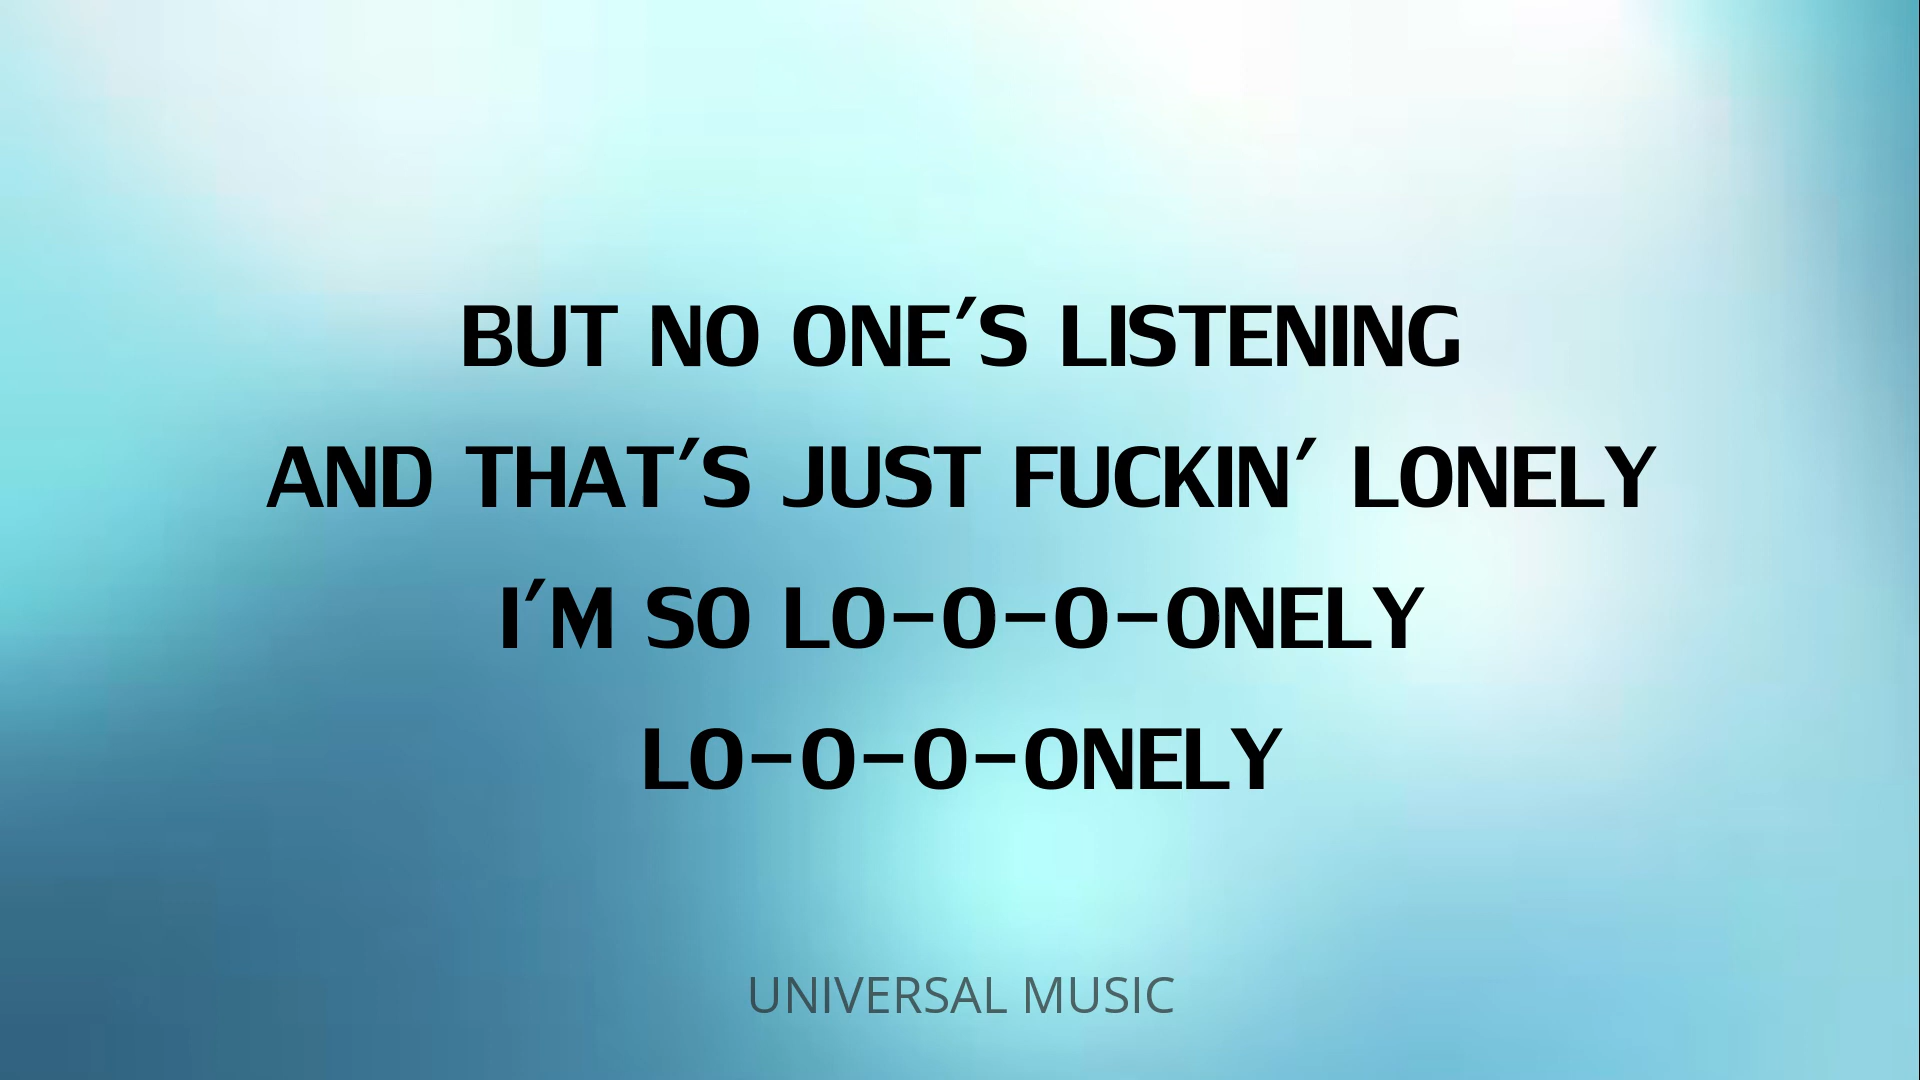 BUT NO ONE'S LISTENING
AND THAT'S JUST FUCKIN' LONELY
I'M SO LO-O-O-ONELY
LO-O-O-ONELY
UNIVERSAL MUSIC